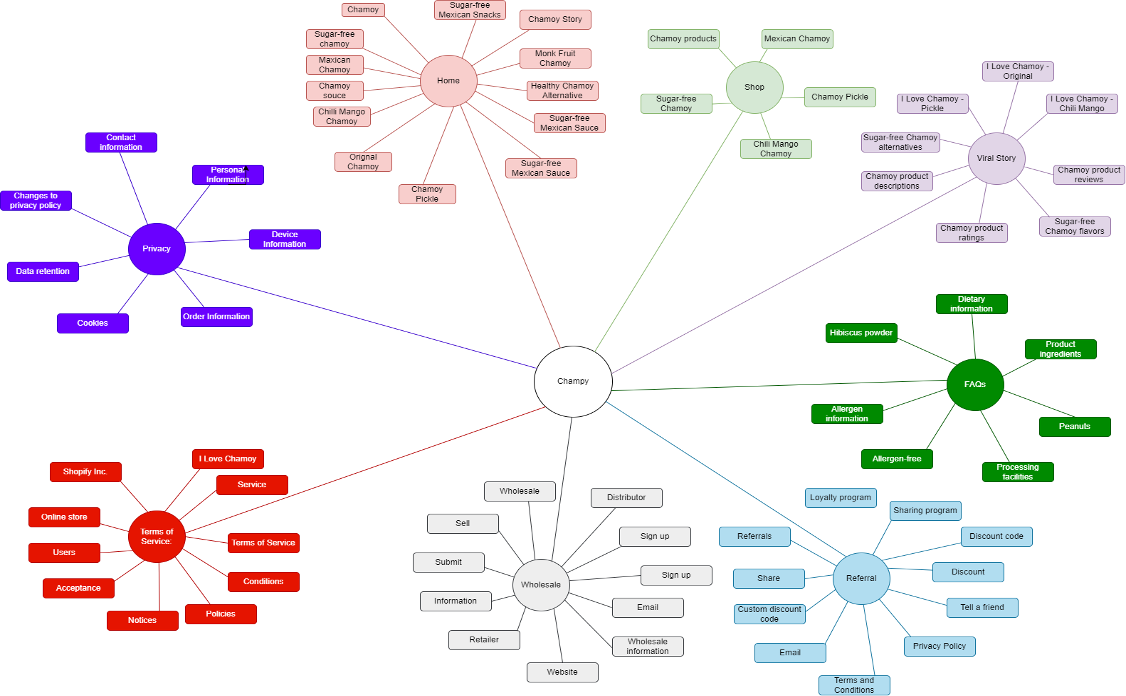 Chamoy
Sugar-free
Mexican Snacks
Chamoy Story
Sugar-free
chamoy
Maxican
Chamoy
Chamoy
souce
Chilli Mango
Chamoy
Orignal
Chamoy
Chamoy
Pickle
Home
Monk Fruit
Chamoy
Healthy Chamoy
Alternative
Sugar-free
Mexican Sauce
Sugar-free
Mexican Sauce
Chamoy products
Mexican Chamoy
Shop
Sugar-free
Chamoy
Chamoy Pickle
Chili Mango
Chamoy
I Love Chamoy -
Original
I Love Chamoy -
Pickle
I Love Chamoy -
Chili Mango
Sugar-free Chamoy
alternatives
Viral Story
Chamoy product
descriptions
Chamoy product
reviews
Chamoy product
ratings
Sugar-free
Chamoy flavors
Contact
information
Personal
Information
Changes to
privacy policy
Privacy
Device
Information
Data retention
Cookies
Order Information
Champy
Dietary
information
Hibiscus powder
Product
ingredients
FAQs
Allergen
information
Peanuts
Allergen-free
Processing
facilities
I Love Chamoy
Shopify Inc.
Service
Online store
Terms of
Service:
Terms of Service
Users
Acceptance
Conditions
Notices
Policies
Wholesale
Distributor
Sell
Sign up
Submit
Wholesale
Sign up
Information
Email
Retailer
Wholesale
information
Website
Loyalty program
Sharing program
Referrals
Discount code
Share
Referral
Discount
Custom discount
code
Tell a friend
Email
Privacy Policy
Terms and
Conditions